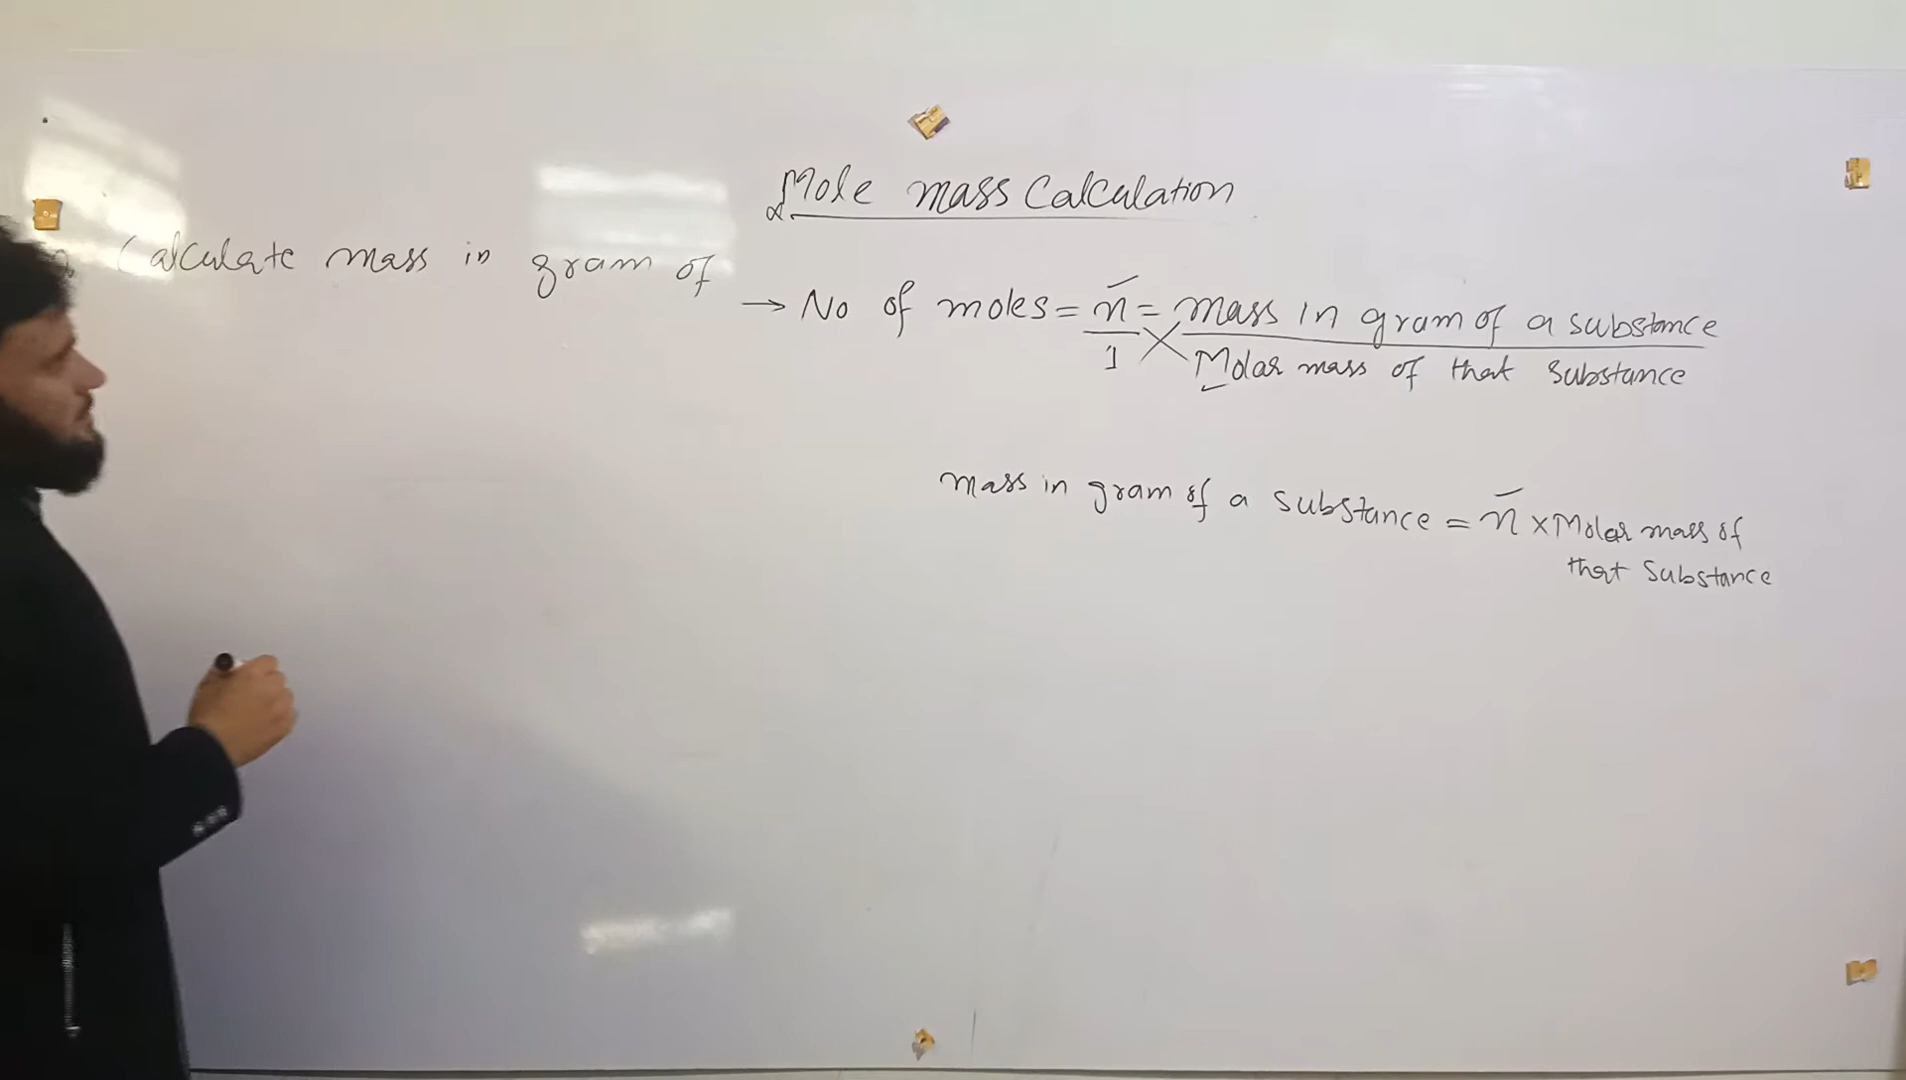 Mole mass Calculation
Calculate mass in gram of
→ No of moles = n̄ = mass in gram of a substance
1 Molar mass of that substance
mass in gram of a substance = n̄ × Molar mass of
that substance